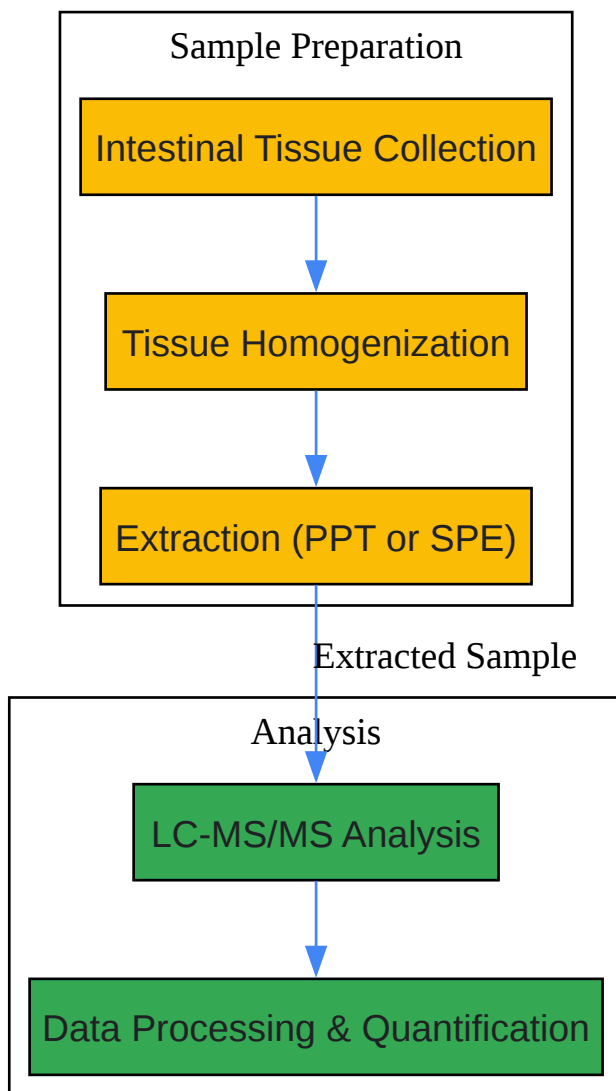 Sample Preparation
Intestinal Tissue Collection
Tissue Homogenization
Extraction (PPT or SPE)
Extracted Sample
Analysis
LC-MS/MS Analysis
Data Processing & Quantification